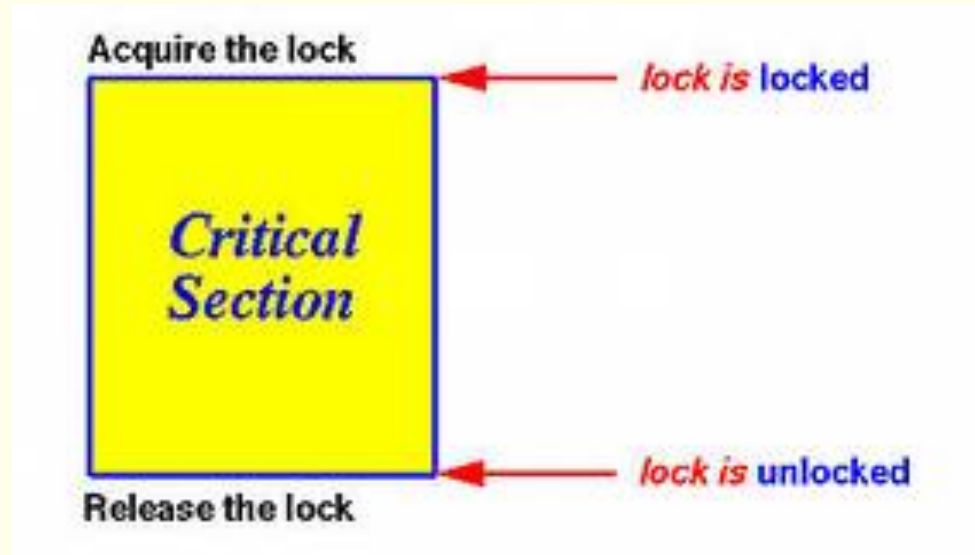 Acquire the lock
lock is locked
Critical
Section
lock is unlocked
Release the lock